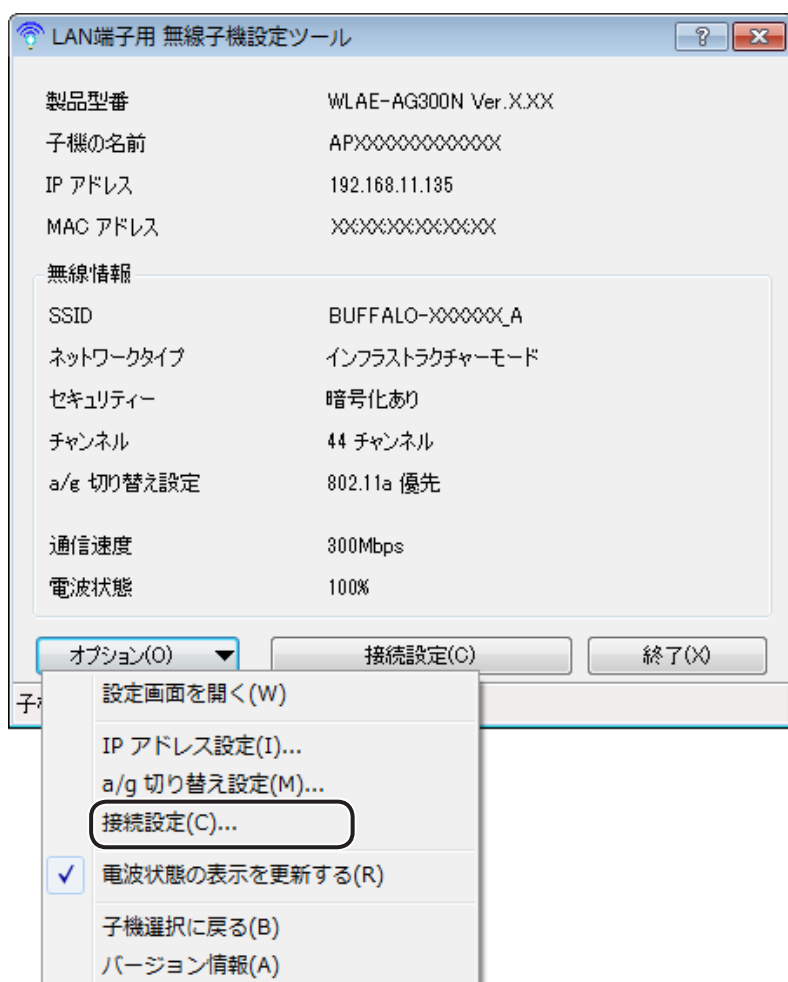 LAN端子用 無線子機設定ツール
製品型番 WLAE-AG300N Ver.X.XX
子機の名前 APXXXXXXXXXXXX
IP アドレス 192.168.11.135
MAC アドレス
無線情報
SSID BUFFALO-XXXXXX_A
ネットワークタイプ インフラストラクチャーモード
セキュリティー 暗号化あり
チャンネル 44 チャンネル
a/g 切り替え設定 802.11a 優先
通信速度 300Mbps
電波状態 100%
オプション(O) 接続設定(C) 終了(X)
設定画面を開く(W)
IP アドレス設定(I)...
a/g 切り替え設定(M)...
接続設定(C)...
電波状態の表示を更新する(R)
子機選択に戻る(B)
バージョン情報(A)